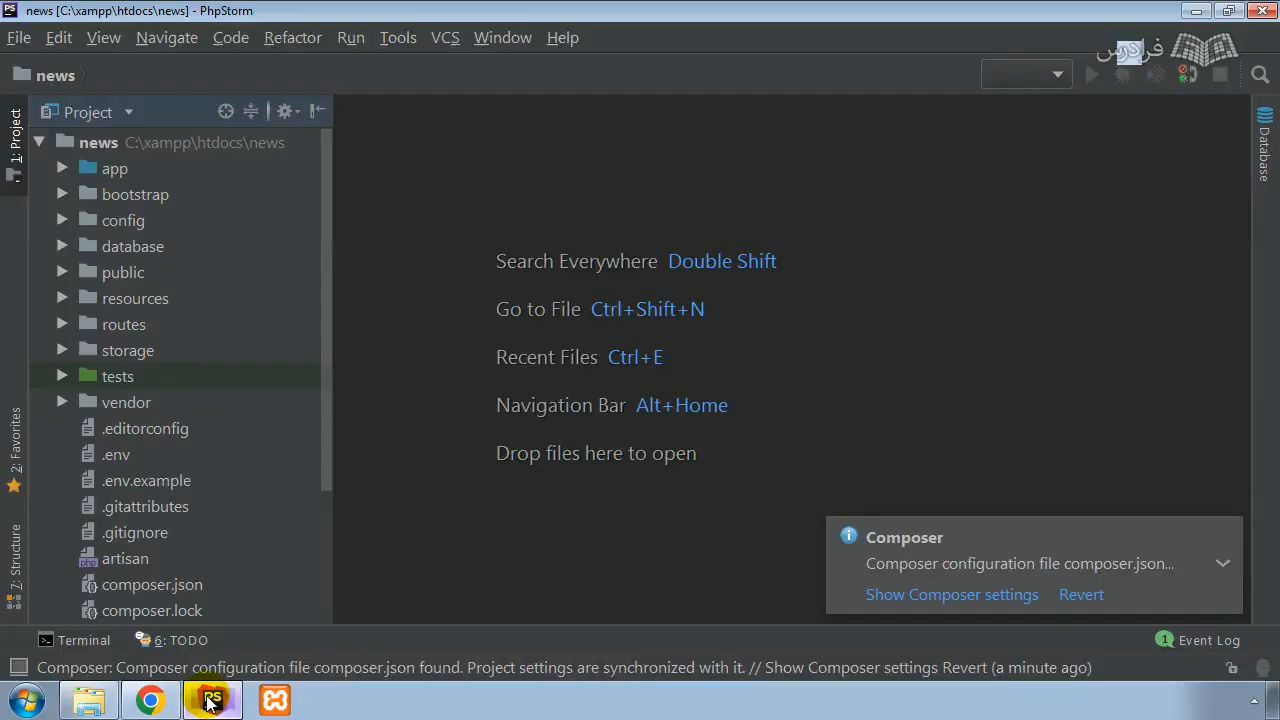 news [C:\xampp\htdocs\news] - PhpStorm
File Edit View Navigate Code Refactor Run Tools VCS Window Help
فرادرس
news
Project
1: Project
news C:\xampp\htdocs\news
app
bootstrap
config
database
public
resources
routes
storage
tests
vendor
.editorconfig
.env
.env.example
.gitattributes
.gitignore
artisan
composer.json
composer.lock
2: Favorites
7: Structure
Search Everywhere Double Shift
Go to File Ctrl+Shift+N
Recent Files Ctrl+E
Navigation Bar Alt+Home
Drop files here to open
Database
Composer
Composer configuration file composer.json...
Show Composer settings Revert
Terminal 6: TODO 1 Event Log
Composer: Composer configuration file composer.json found. Project settings are synchronized with it. // Show Composer settings Revert (a minute ago)
PS